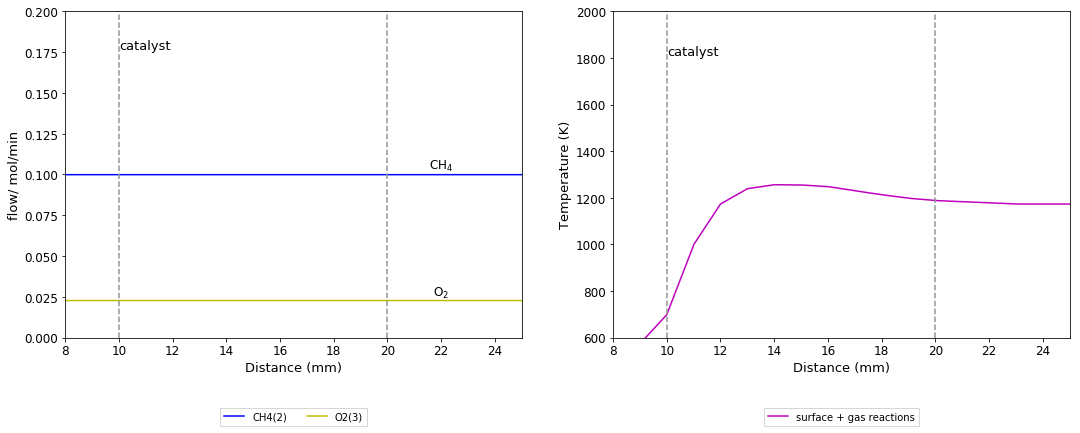 0.200
0.175
0.150
0.125
0.100
0.075
0.050
0.025
0.000
flow/ mol/min
catalyst
CH₄
O₂
8 10 12 14 16 18 20 22 24
Distance (mm)
CH4(2) O2(3)
2000
1800
1600
1400
1200
1000
800
600
Temperature (K)
catalyst
8 10 12 14 16 18 20 22 24
Distance (mm)
surface + gas reactions